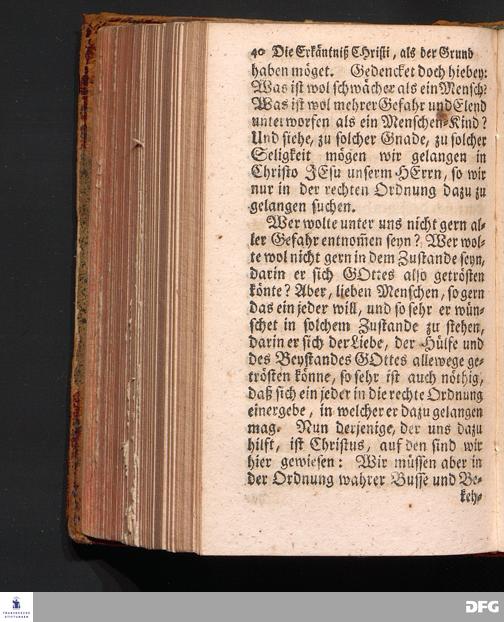 40 Die Erkäntniß CHristi, als der Grund
haben möget. Gedencket doch hiebey:
Was ist wol schwächer als ein Mensch?
Was ist wol mehrer Gefahr und Elend
unterworfen als ein Menschen-Kind?
Und siehe, zu solcher Gnade, zu solcher
Seligkeit mögen wir gelangen in
Christo JEsu unserm HErrn, so wir
nur in der rechten Ordnung dazu zu
gelangen suchen.
Wer wolte unter uns nicht gern al-
ler Gefahr entnom̃en seyn? Wer wol-
te wol nicht gern in dem Zustande seyn,
darin er sich GOttes also getrösten
könte? Aber, lieben Menschen, so gern
das ein jeder will, und so sehr er wün-
schet in solchem Zustande zu stehen,
darin er sich der Liebe, der Hülfe und
des Beystandes GOttes allewege ge-
trösten könne, so sehr ist auch nöthig,
daß sich ein jeder in die rechte Ordnung
einergebe, in welcher er dazu gelangen
mag. Nun derjenige, der uns dazu
hilft, ist Christus, auf den sind wir
hier gewiesen: Wir müssen aber in
der Ordnung wahrer Busse und Be-
keh-
FRANCKESCHE
STIFTUNGEN
DFG